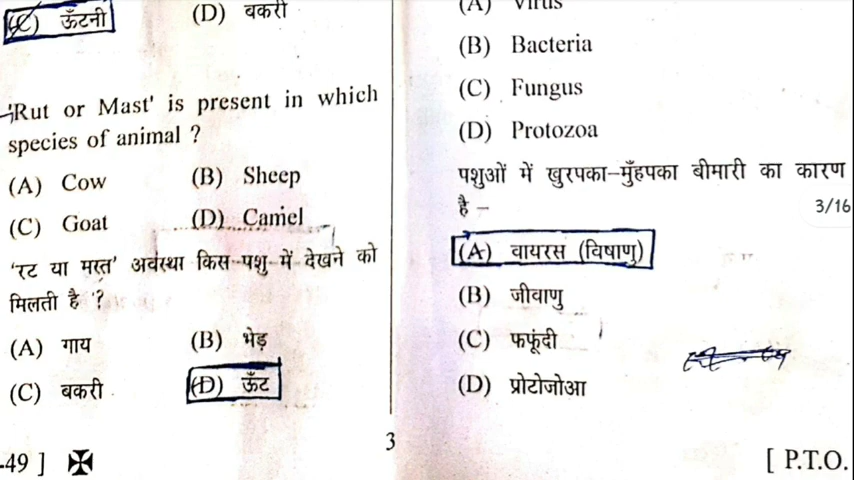 (C) ऊँटनी
(D) बकरी
'Rut or Mast' is present in which
species of animal ?
(A) Cow
(B) Sheep
(C) Goat
(D) Camel
'रट या मस्त' अवस्था किस पशु में देखने को
मिलती है ?
(A) गाय
(B) भेड़
(C) बकरी
(D) ऊँट
-49 ]
3
(A) Virus
(B) Bacteria
(C) Fungus
(D) Protozoa
पशुओं में खुरपका-मुँहपका बीमारी का कारण
है –
3/16
(A) वायरस (विषाणु)
(B) जीवाणु
(C) फफूंदी
(D) प्रोटोजोआ
[ P.T.O.